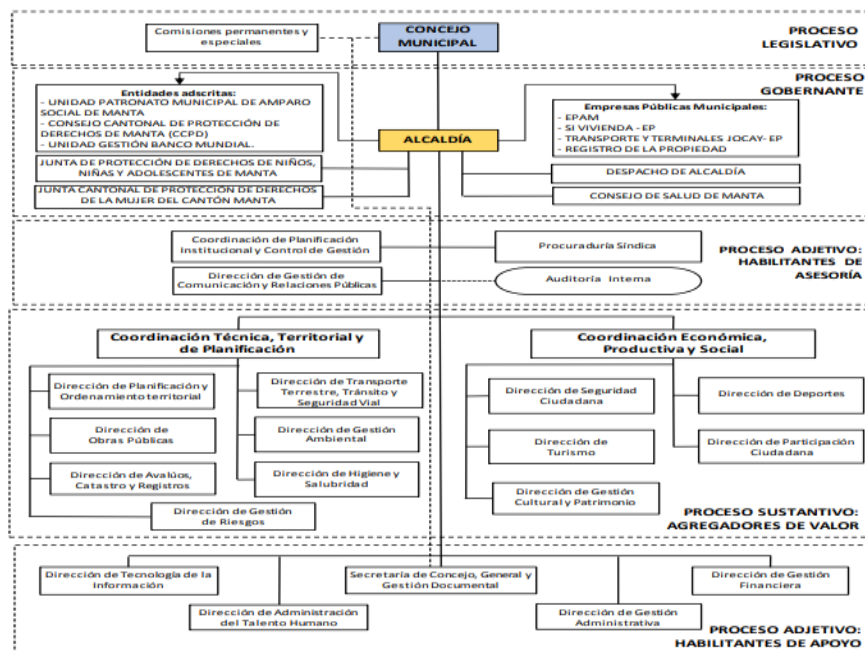 Comisiones permanentes y
especiales
CONCEJO
MUNICIPAL
PROCESO
LEGISLATIVO
PROCESO
GOBERNANTE
Entidades adscritas:
- UNIDAD PATRONATO MUNICIPAL DE AMPARO
SOCIAL DE MANTA
- CONSEJO CANTONAL DE PROTECCIÓN DE
DERECHOS DE MANTA (CCPD)
- UNIDAD GESTIÓN BANCO MUNDIAL.
ALCALDÍA
Empresas Públicas Municipales:
- EPAM
- SI VIVIENDA - EP
- TRANSPORTE Y TERMINALES JOCAY- EP
- REGISTRO DE LA PROPIEDAD
JUNTA DE PROTECCIÓN DE DERECHOS DE NIÑOS,
NIÑAS Y ADOLESCENTES DE MANTA
DESPACHO DE ALCALDÍA
JUNTA CANTONAL DE PROTECCIÓN DE DERECHOS
DE LA MUJER DEL CANTÓN MANTA
CONSEJO DE SALUD DE MANTA
Coordinación de Planificación
Institucional y Control de Gestión
Procuraduría Síndica
PROCESO ADJETIVO:
HABILITANTES DE
ASESORÍA
Dirección de Gestión de
Comunicación y Relaciones Públicas
Auditoría Interna
Coordinación Técnica, Territorial y
de Planificación
Coordinación Económica,
Productiva y Social
Dirección de Planificación y
Ordenamiento territorial
Dirección de Transporte
Terrestre, Tránsito y
Seguridad Vial
Dirección de Seguridad
Ciudadana
Dirección de Deportes
Dirección de
Obras Públicas
Dirección de Gestión
Ambiental
Dirección de
Turismo
Dirección de Participación
Ciudadana
Dirección de Avalúos,
Catastro y Registros
Dirección de Higiene y
Salubridad
Dirección de Gestión
Cultural y Patrimonio
Dirección de Gestión
de Riesgos
PROCESO SUSTANTIVO:
AGREGADORES DE VALOR
Dirección de Tecnología de la
Información
Secretaría de Concejo, General y
Gestión Documental
Dirección de Gestión
Financiera
Dirección de Administración
del Talento Humano
Dirección de Gestión
Administrativa
PROCESO ADJETIVO:
HABILITANTES DE APOYO